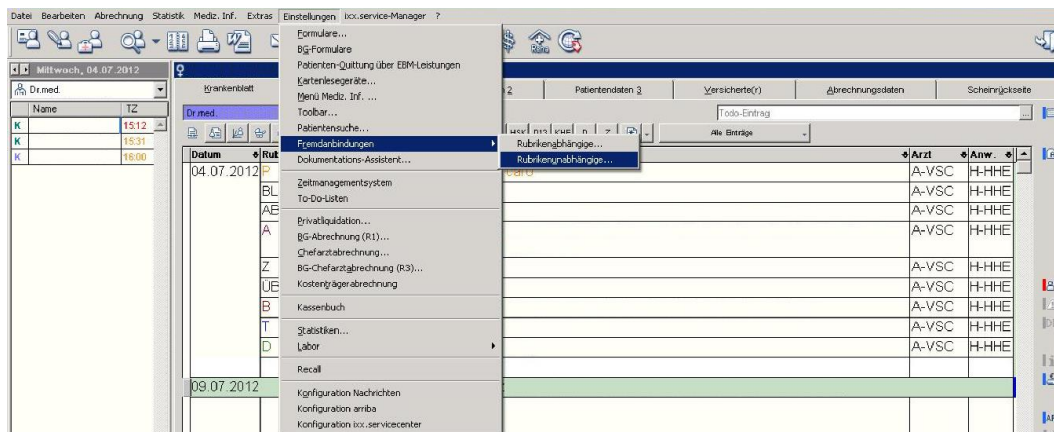 Datei Bearbeiten Abrechnung Statistik Mediz. Inf. Extras Einstellungen ixx.service-Manager ?
Mittwoch, 04.07.2012
Dr.med.
Name TZ
K 15:12
K 15:31
K 16:00
Krankenblatt
Patientendaten 3
Versicherte(r)
Abrechnungsdaten
Scheinrückseite
Dr.med.
Todo-Eintrag
HSK D13 KHE D Z
Alle Einträge
Datum Rub Arzt Anw.
04.07.2012 P A-VSC H-HHE
BL A-VSC H-HHE
AB A-VSC H-HHE
A A-VSC H-HHE
Z A-VSC H-HHE
ÜB A-VSC H-HHE
B A-VSC H-HHE
T A-VSC H-HHE
D A-VSC H-HHE
09.07.2012
Formulare...
BG-Formulare
Patienten-Quittung über EBM-Leistungen
Kartenlesegeräte...
Menü Mediz. Inf. ...
Toolbar...
Patientensuche...
Fremdanbindungen
Rubrikenabhängige...
Rubrikenunabhängige...
Dokumentations-Assistent...
Zeitmanagementsystem
To-Do-Listen
Privatliquidation...
BG-Abrechnung (R1)...
Chefarztabrechnung...
BG-Chefarztabrechnung (R3)...
Kostenträgerabrechnung
Kassenbuch
Statistiken...
Labor
Recall
Konfiguration Nachrichten
Konfiguration arriba
Konfiguration ixx.servicecenter